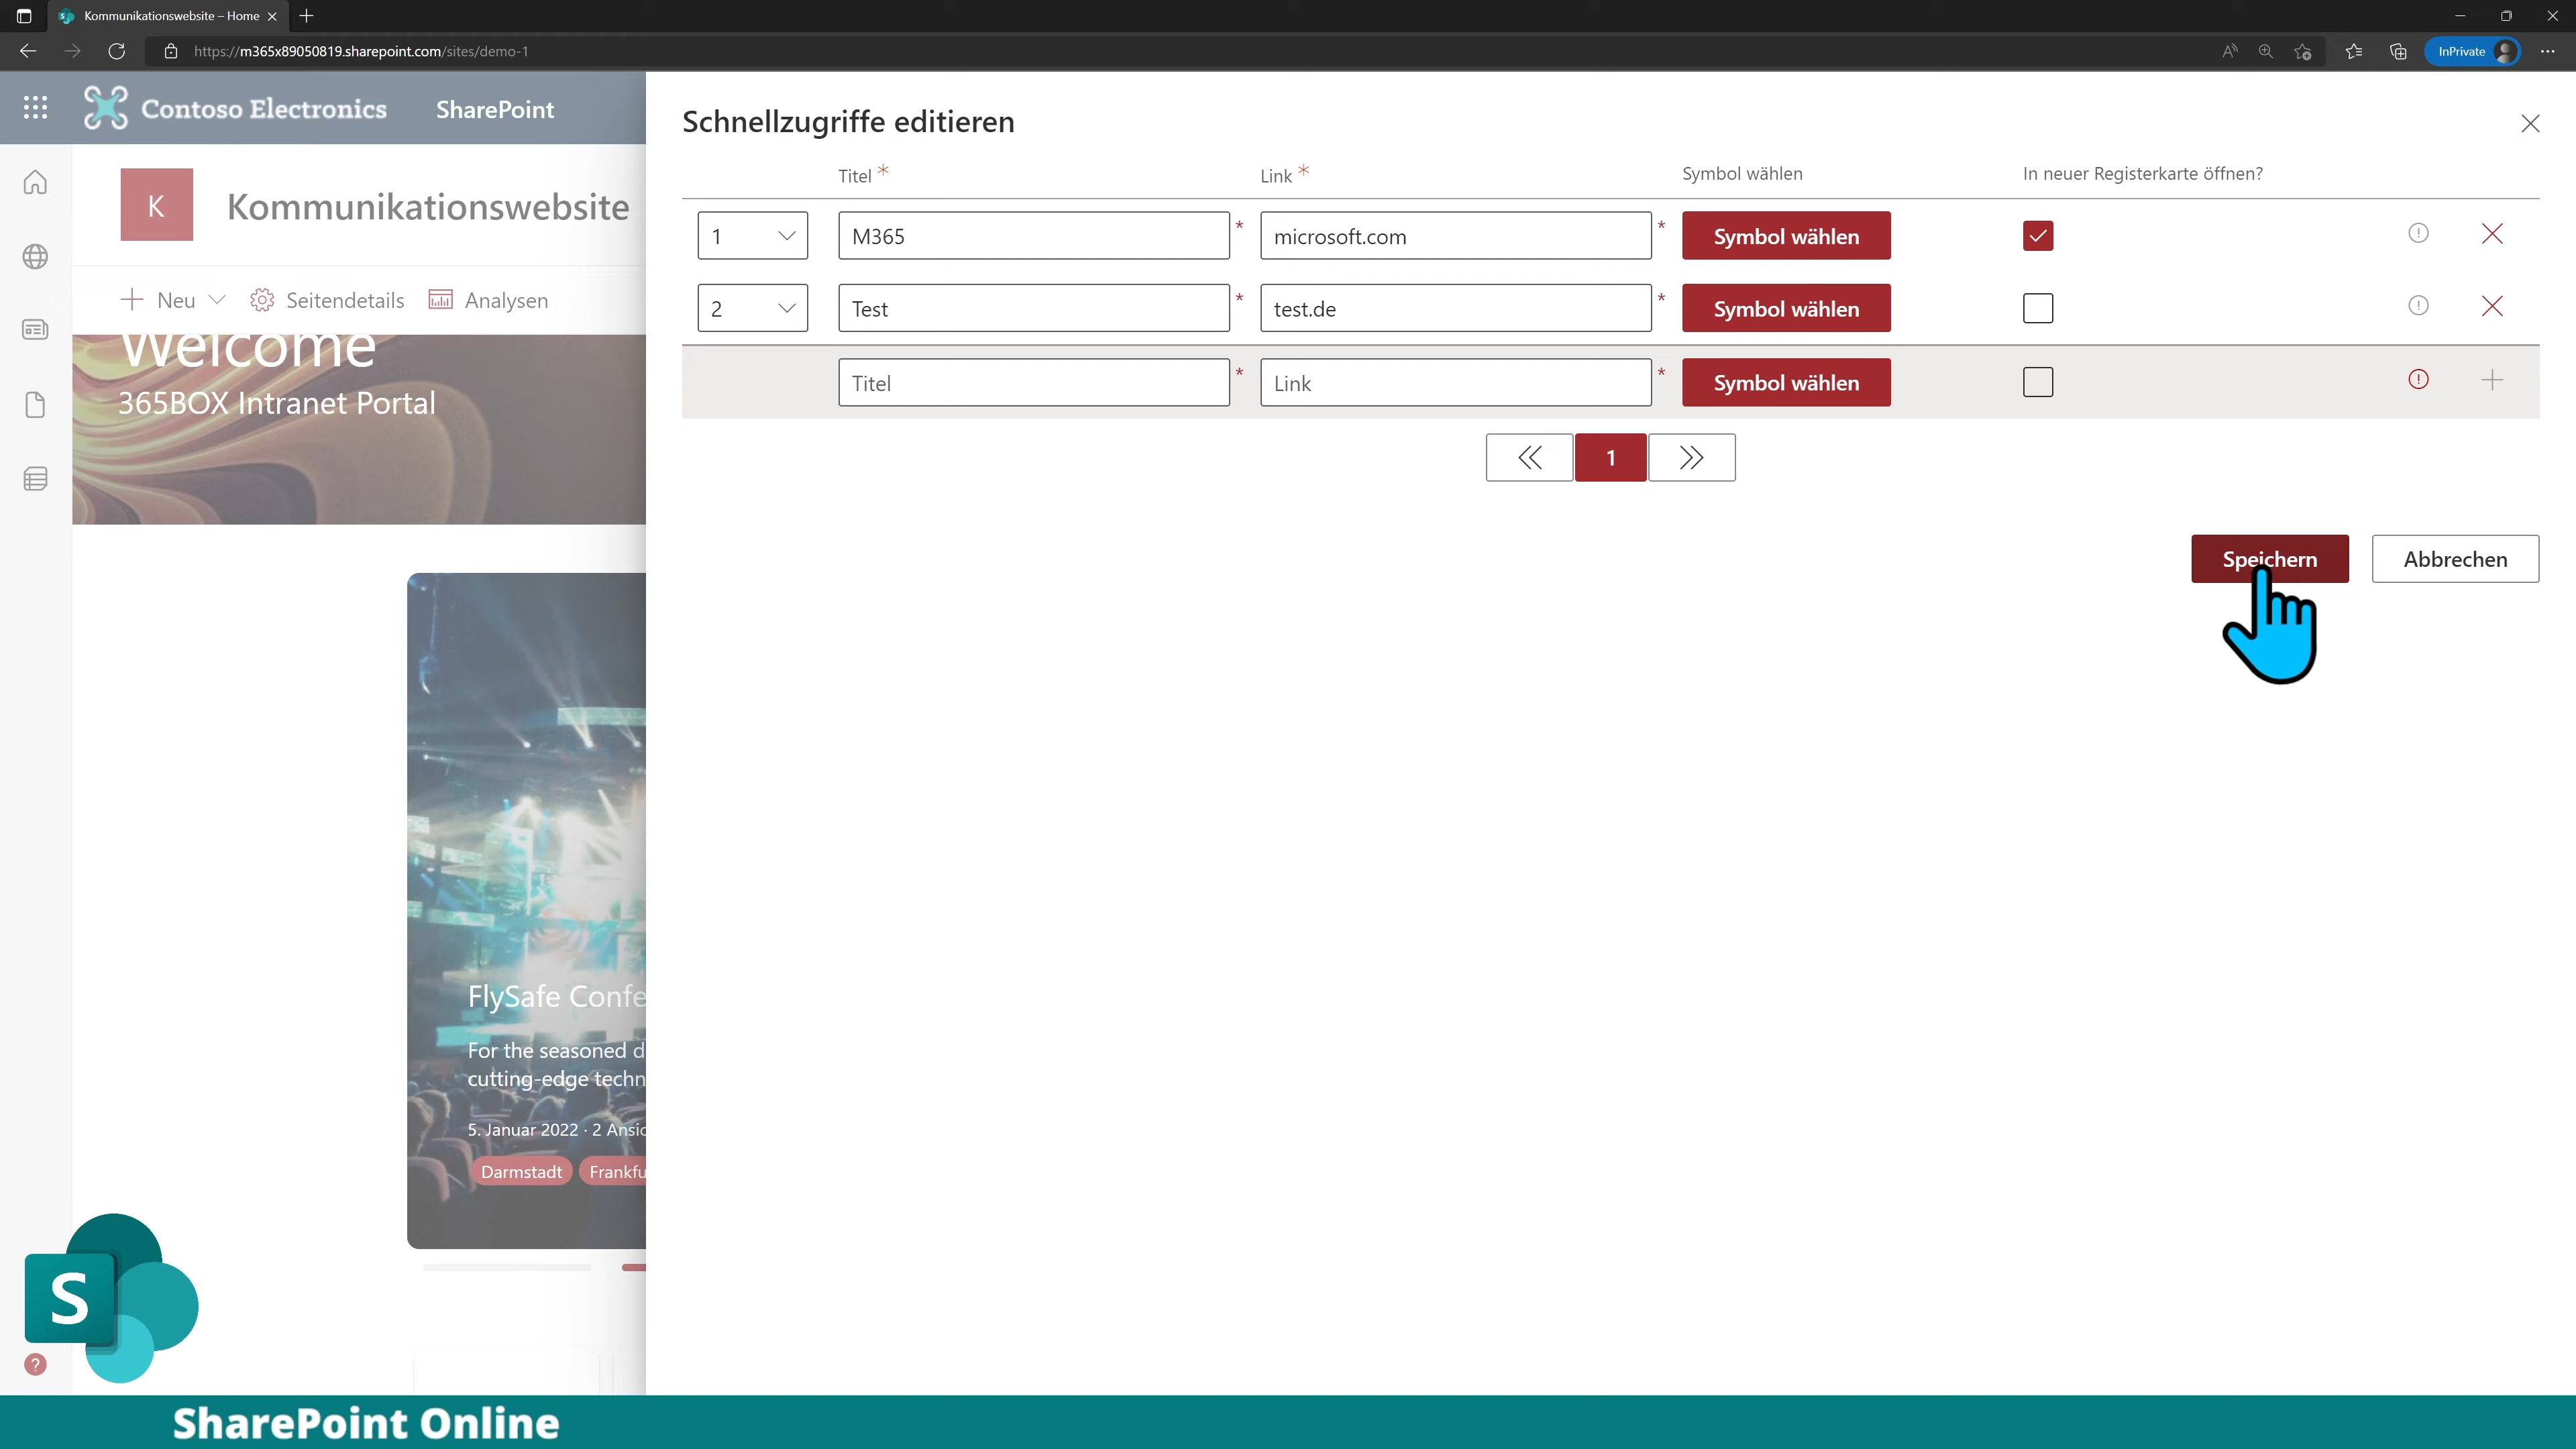 Kommunikationswebsite – Home
https://m365x89050819.sharepoint.com/sites/demo-1
InPrivate
Contoso Electronics
SharePoint
K
Kommunikationswebsite
Neu
Seitendetails
Analysen
Welcome
365BOX Intranet Portal
FlySafe Confe
For the seasoned d
cutting-edge techn
5. Januar 2022 · 2 Ansic
Darmstadt
Frankfu
Schnellzugriffe editieren
Titel *
Link *
Symbol wählen
In neuer Registerkarte öffnen?
1
M365
*
microsoft.com
*
Symbol wählen
2
Test
*
test.de
*
Symbol wählen
Titel
*
Link
*
Symbol wählen
1
Speichern
Abbrechen
S
?
SharePoint Online